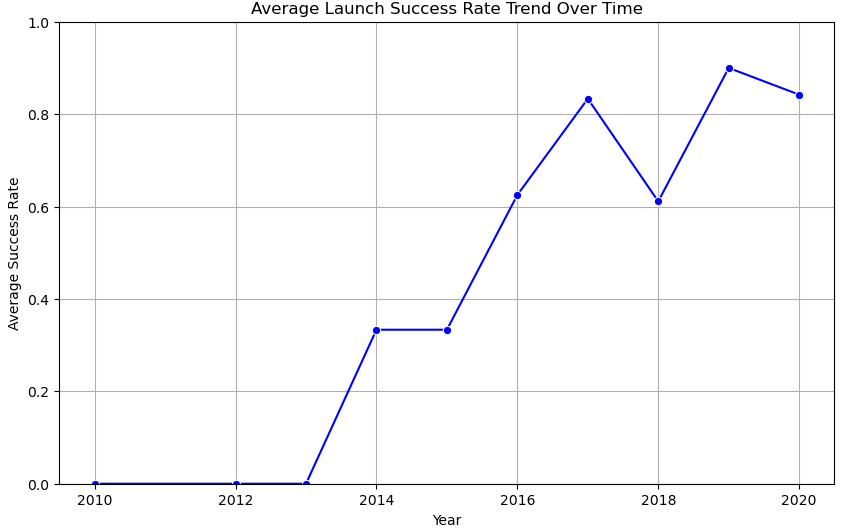 Average Launch Success Rate Trend Over Time
1.0
0.8
0.6
0.4
0.2
0.0
Average Success Rate
2010 2012 2014 2016 2018 2020
Year